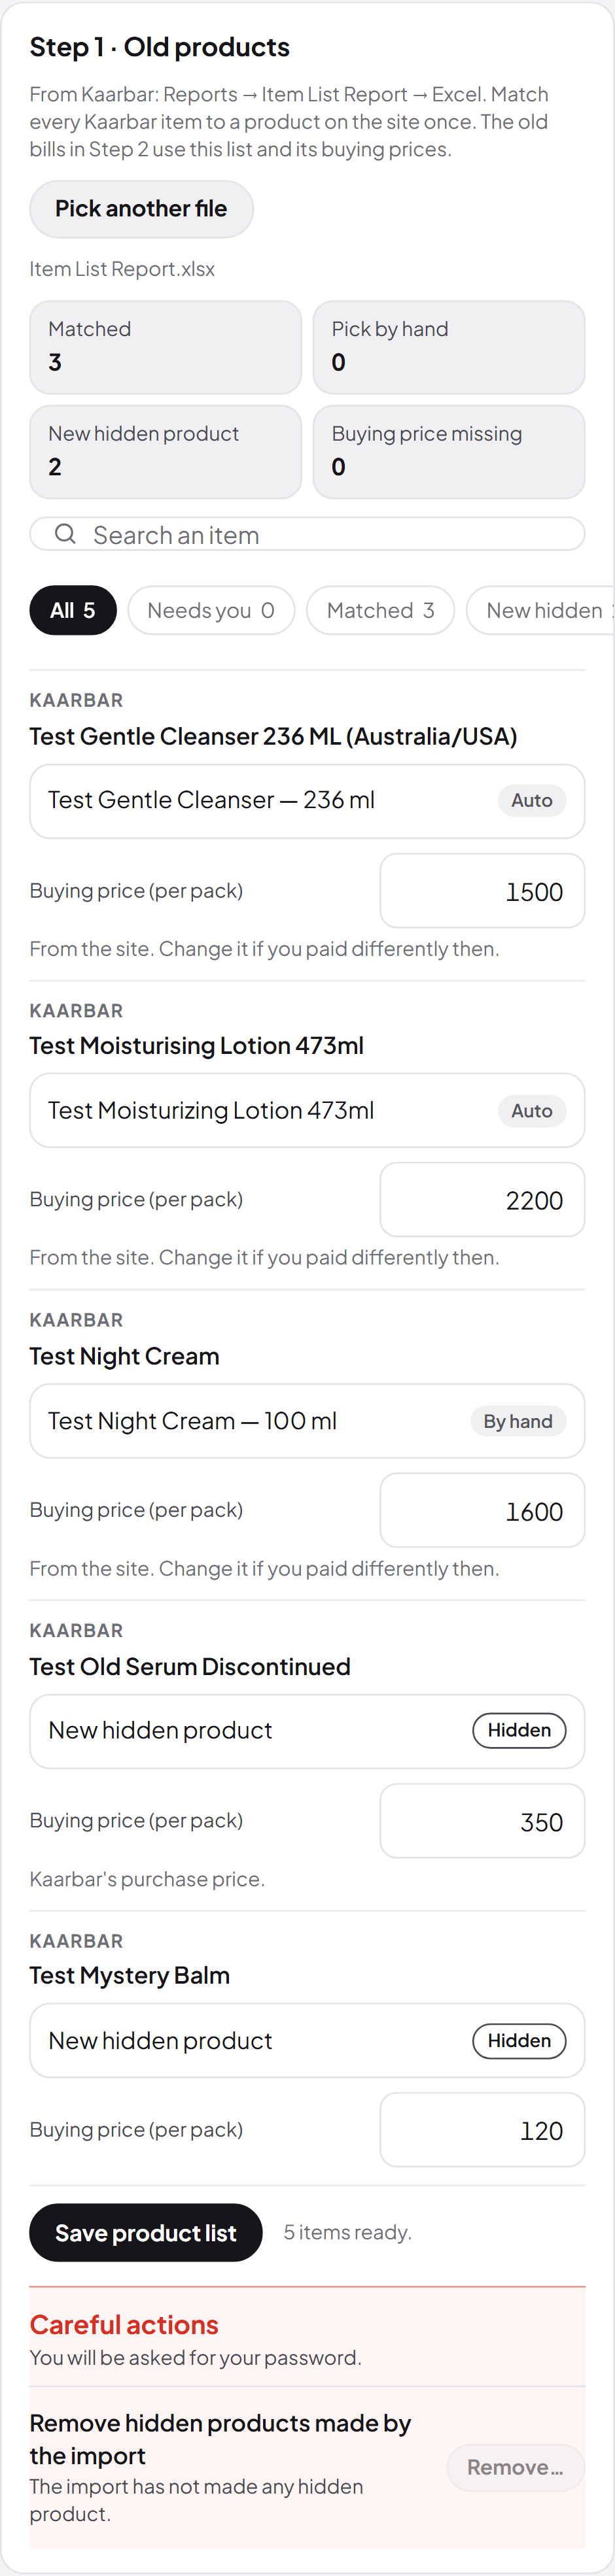 Step 1 · Old products
From Kaarbar: Reports → Item List Report → Excel. Match
every Kaarbar item to a product on the site once. The old
bills in Step 2 use this list and its buying prices.
Pick another file
Item List Report.xlsx
Matched
3
Pick by hand
0
New hidden product
2
Buying price missing
0
Search an item
All 5
Needs you 0
Matched 3
New hidden
KAARBAR
Test Gentle Cleanser 236 ML (Australia/USA)
Test Gentle Cleanser — 236 ml
Auto
Buying price (per pack)
1500
From the site. Change it if you paid differently then.
KAARBAR
Test Moisturising Lotion 473ml
Test Moisturizing Lotion 473ml
Auto
Buying price (per pack)
2200
From the site. Change it if you paid differently then.
KAARBAR
Test Night Cream
Test Night Cream — 100 ml
By hand
Buying price (per pack)
1600
From the site. Change it if you paid differently then.
KAARBAR
Test Old Serum Discontinued
New hidden product
Hidden
Buying price (per pack)
350
Kaarbar's purchase price.
KAARBAR
Test Mystery Balm
New hidden product
Hidden
Buying price (per pack)
120
Save product list
5 items ready.
Careful actions
You will be asked for your password.
Remove hidden products made by
the import
The import has not made any hidden
product.
Remove…